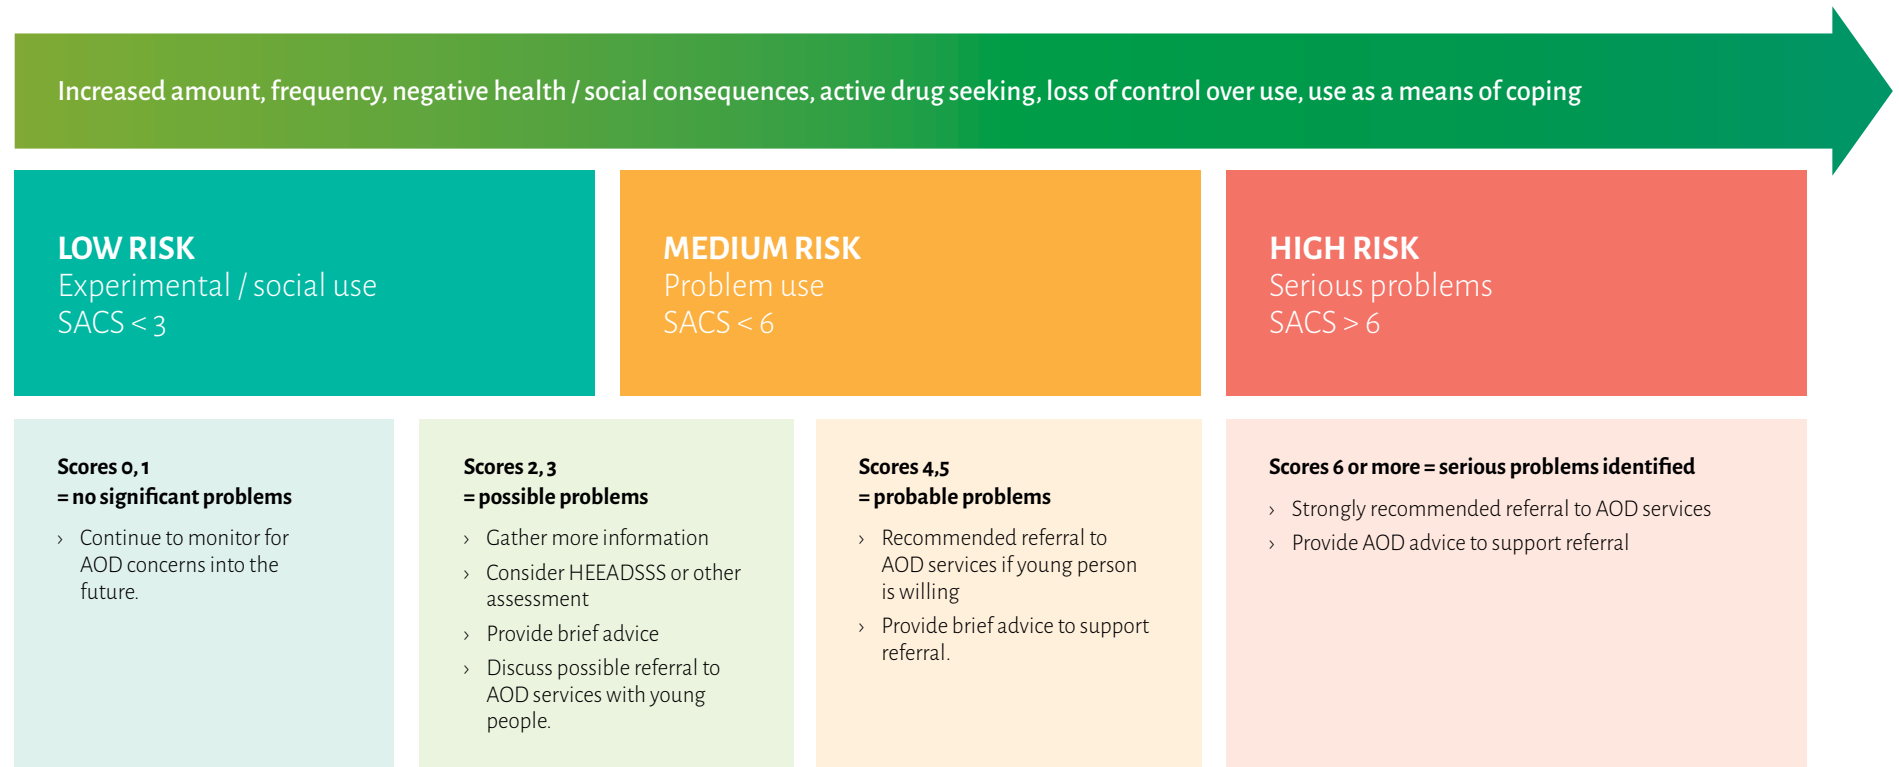 Increased amount, frequency, negative health / social consequences, active drug seeking, loss of control over use, use as a means of coping
LOW RISK
Experimental / social use
SACS < 3
MEDIUM RISK
Problem use
SACS < 6
HIGH RISK
Serious problems
SACS > 6
Scores 0, 1
= no significant problems
› Continue to monitor for
AOD concerns into the
future.
Scores 2, 3
= possible problems
› Gather more information
› Consider HEEADSSS or other
assessment
› Provide brief advice
› Discuss possible referral to
AOD services with young
people.
Scores 4,5
= probable problems
› Recommended referral to
AOD services if young person
is willing
› Provide brief advice to support
referral.
Scores 6 or more = serious problems identified
› Strongly recommended referral to AOD services
› Provide AOD advice to support referral